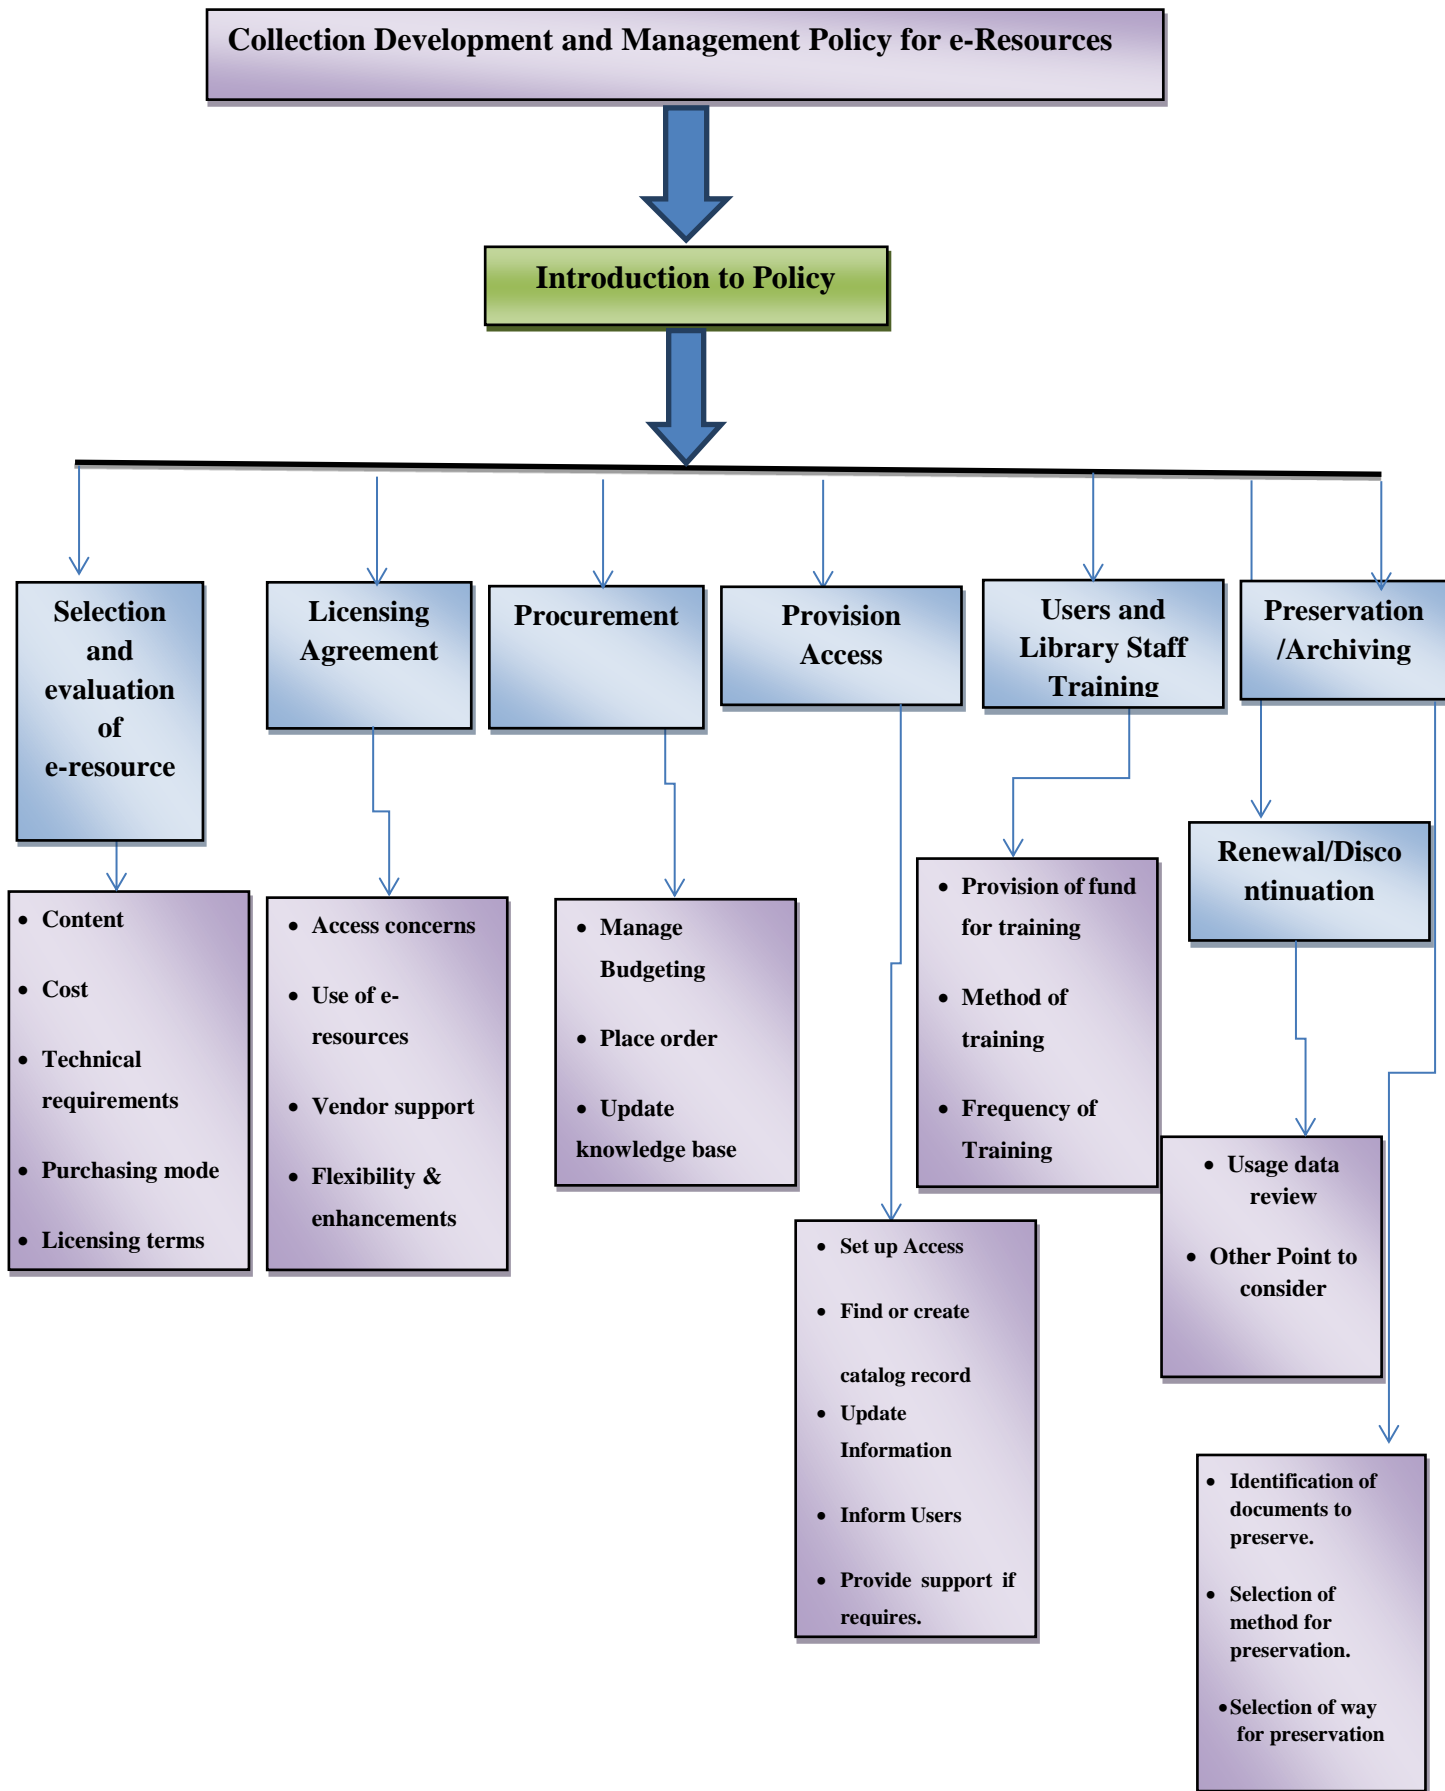 Collection Development and Management Policy for e-Resources
Introduction to Policy
Selection
and
evaluation
of
e-resource
Licensing
Agreement
Procurement
Provision
Access
Users and
Library Staff
Training
Preservation
/Archiving
Renewal/Disco
ntinuation
• Content
• Cost
• Technical
requirements
• Purchasing mode
• Licensing terms
• Access concerns
• Use of e-
resources
• Vendor support
• Flexibility &
enhancements
• Manage
Budgeting
• Place order
• Update
knowledge base
• Set up Access
• Find or create
catalog record
• Update
Information
• Inform Users
• Provide support if
requires.
• Provision of fund
for training
• Method of
training
• Frequency of
Training
• Usage data
review
• Other Point to
consider
• Identification of
documents to
preserve.
• Selection of
method for
preservation.
•Selection of way
for preservation